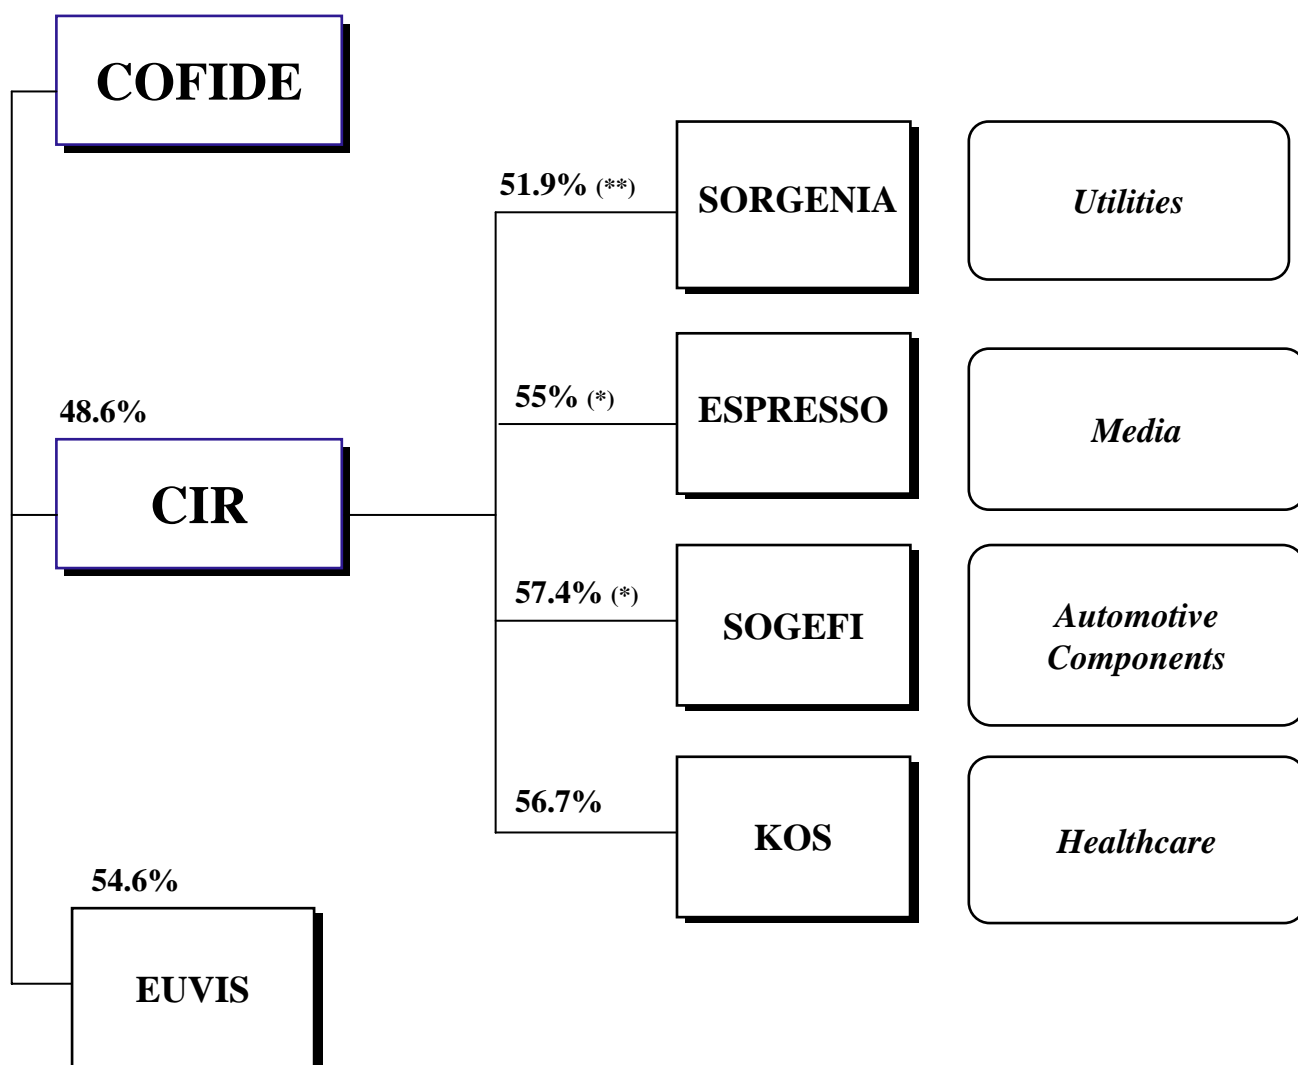 COFIDE
51.9% (**)
SORGENIA
Utilities
55% (*)
ESPRESSO
Media
48.6%
CIR
57.4% (*)
SOGEFI
Automotive
Components
56.7%
KOS
Healthcare
54.6%
EUVIS